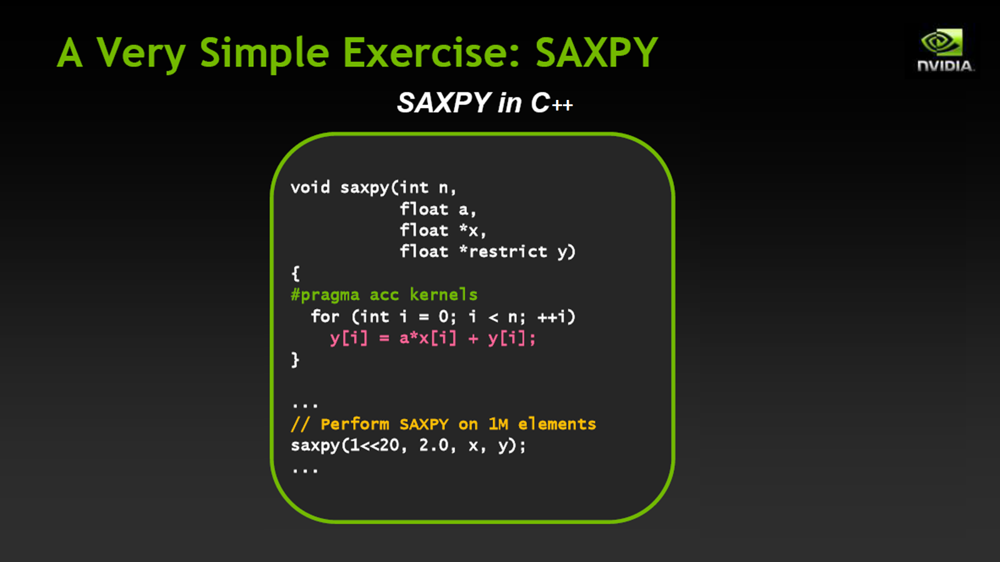 A Very Simple Exercise: SAXPY
NVIDIA.
SAXPY in C++
void saxpy(int n,
           float a,
           float *x,
           float *restrict y)
{
#pragma acc kernels
  for (int i = 0; i < n; ++i)
    y[i] = a*x[i] + y[i];
}
...
// Perform SAXPY on 1M elements
saxpy(1<<20, 2.0, x, y);
...